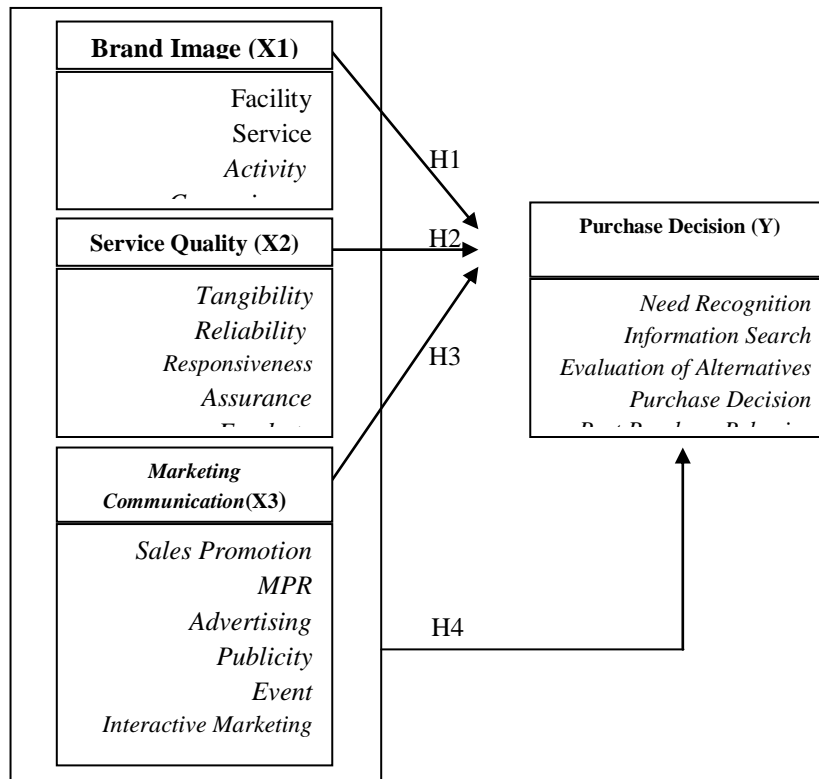 Brand Image (X1)
Facility
Service
Activity
H1
Service Quality (X2)
H2
Tangibility
Reliability
Responsiveness
Assurance
H3
Marketing
Communication(X3)
Sales Promotion
MPR
Advertising
Publicity
Event
Interactive Marketing
H4
Purchase Decision (Y)
Need Recognition
Information Search
Evaluation of Alternatives
Purchase Decision